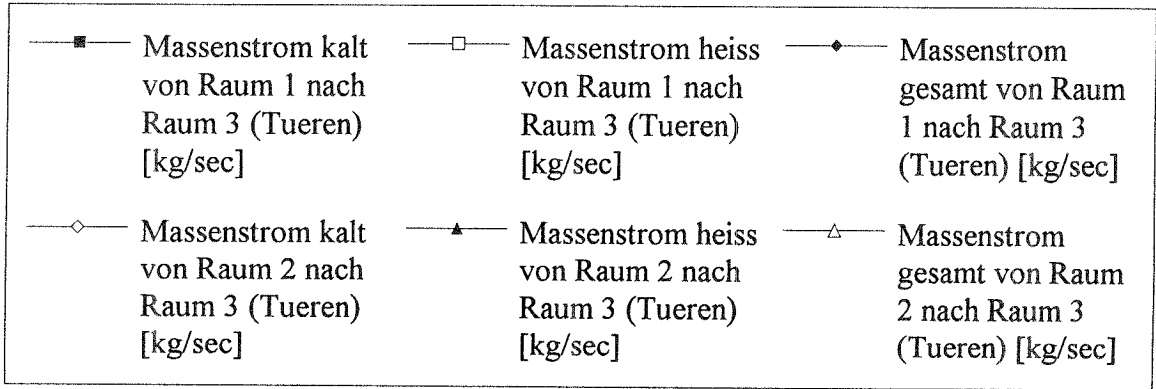 Massenstrom kalt
von Raum 1 nach
Raum 3 (Tueren)
[kg/sec]
Massenstrom heiss
von Raum 1 nach
Raum 3 (Tueren)
[kg/sec]
Massenstrom
gesamt von Raum
1 nach Raum 3
(Tueren) [kg/sec]
Massenstrom kalt
von Raum 2 nach
Raum 3 (Tueren)
[kg/sec]
Massenstrom heiss
von Raum 2 nach
Raum 3 (Tueren)
[kg/sec]
Massenstrom
gesamt von Raum
2 nach Raum 3
(Tueren) [kg/sec]